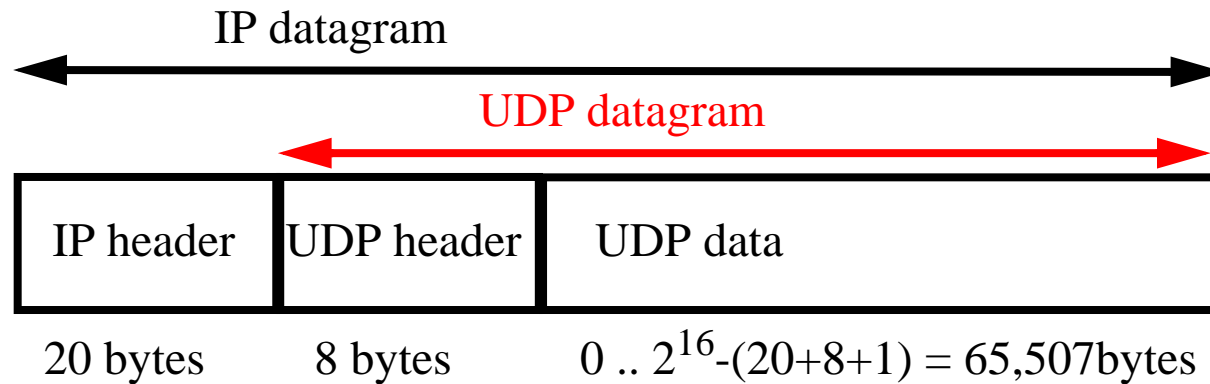 IP datagram
UDP datagram
IP header UDP header UDP data
20 bytes 8 bytes 0 .. 2^16-(20+8+1) = 65,507bytes